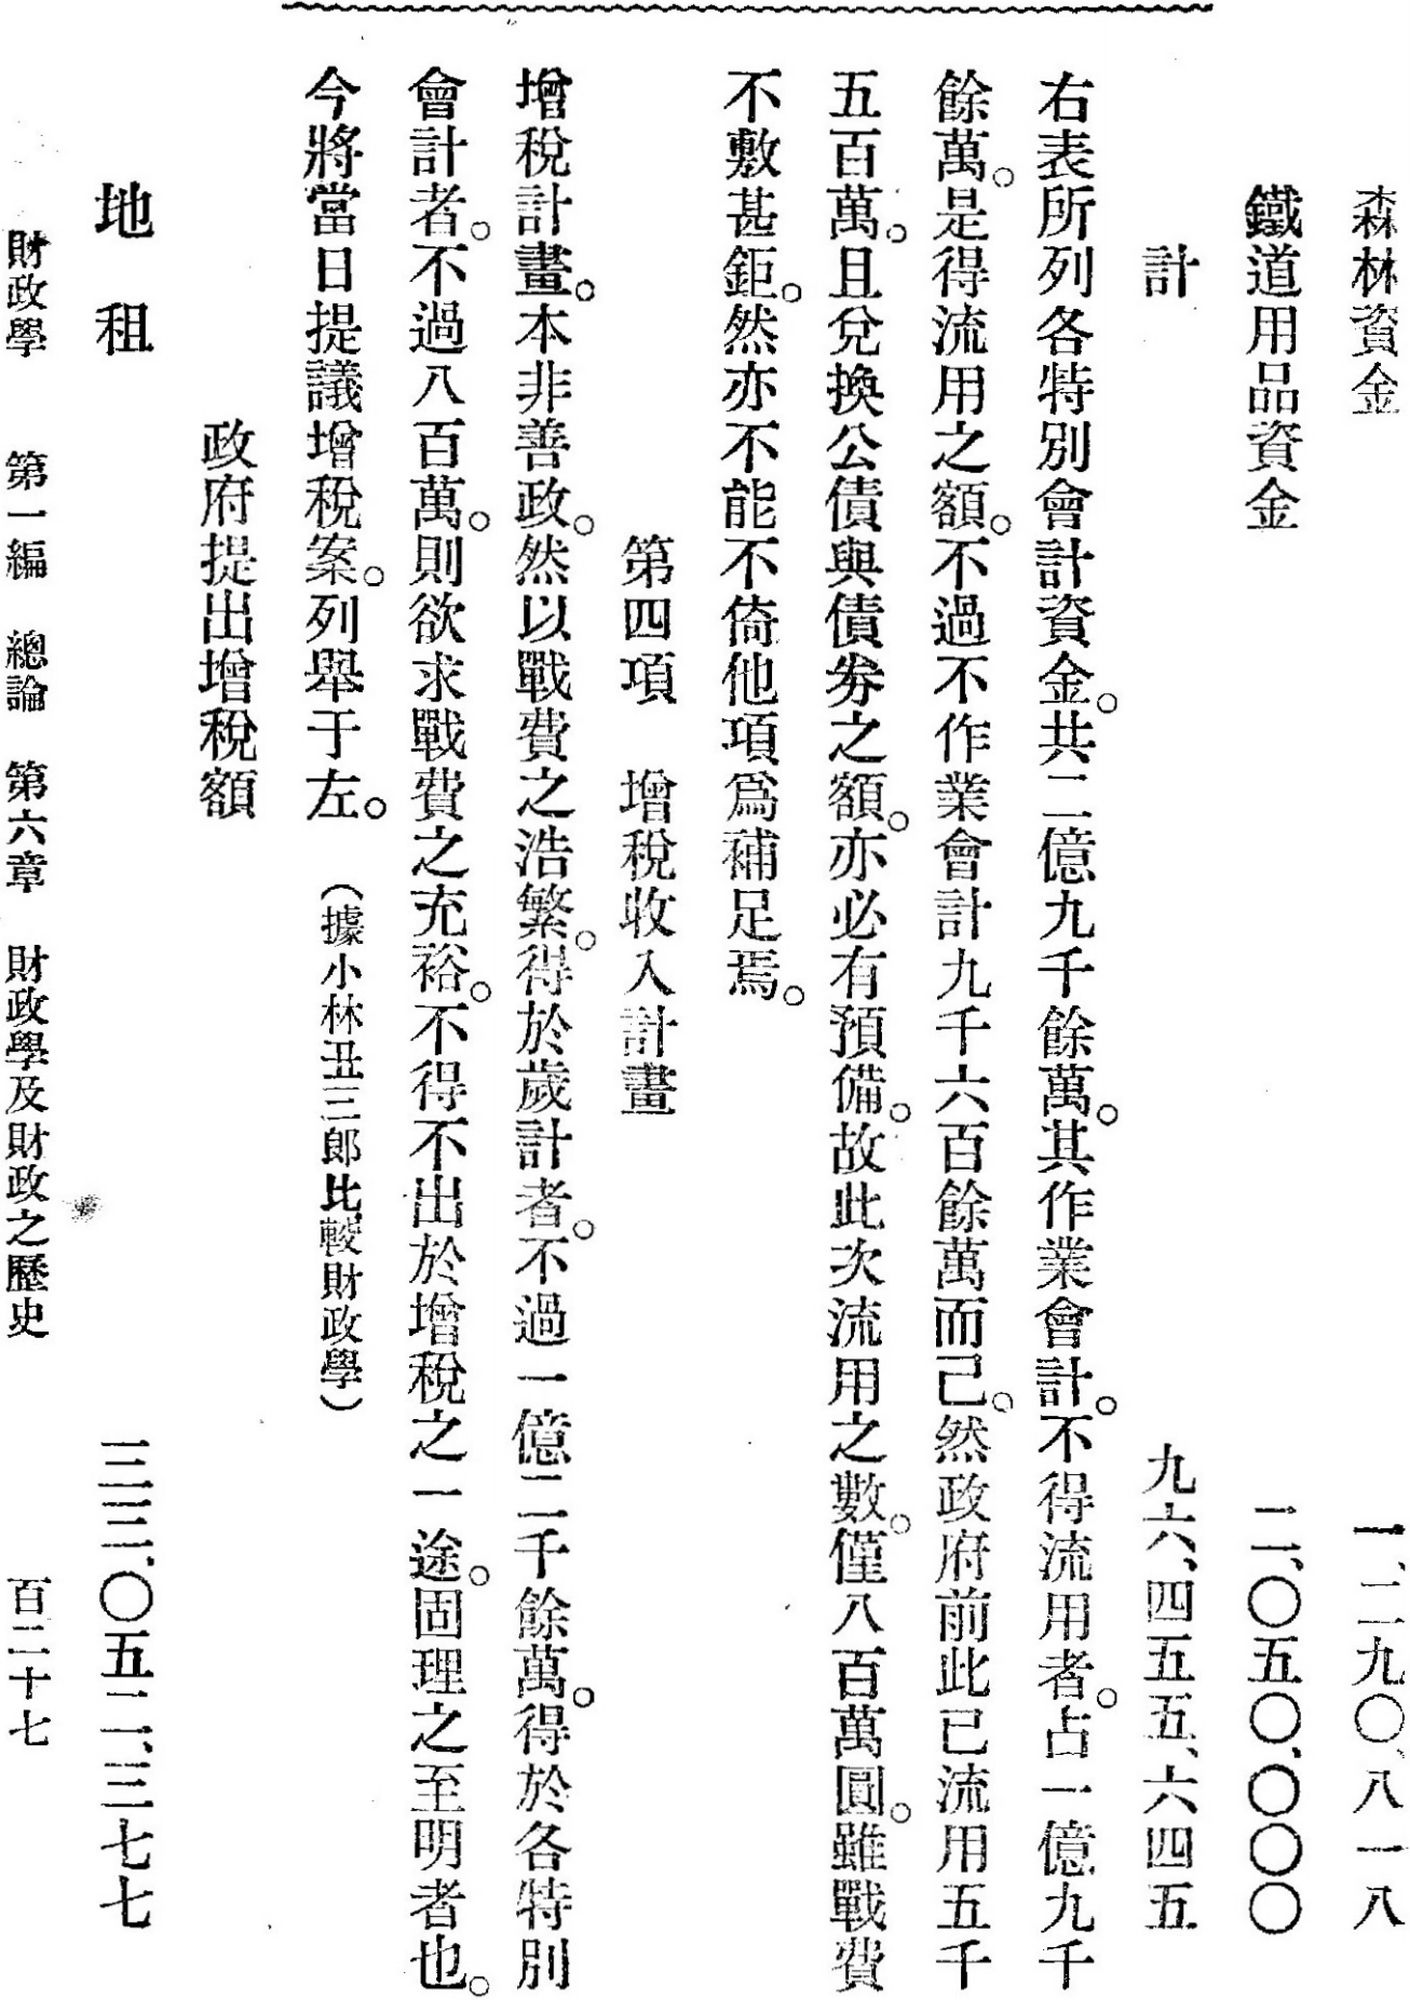 森林資金　一、二九〇、八一八
鐵道用品資金　二、〇五〇、〇〇〇
計　九六、四五五、六四五
右表所列各特別會計資金。共二億九千餘萬。其作業會計。不得流用者。占一億九千
餘萬。是得流用之額。不過不作業會計九千六百餘萬而己。然政府前此已流用五千
五百萬。且兌換公債與債劵之額。亦必有預備。故此次流用之數。僅八百萬圓。雖戰費
不敷甚鉅。然亦不能不倚他項爲補足焉。
第四項　增稅收入計畫
增稅計畫。本非善政。然以戰費之浩繁。得於歲計者。不過一億二千餘萬。得於各特別
會計者。不過八百萬。則欲求戰費之充裕。不得不出於增稅之一途。固理之至明者也。
今將當日提議增稅案。列舉于左。（據小林丑三郎比較財政學）
政府提出增稅額
地租　三三、〇五二、三七七
財政學　第一編　總論　第六章　財政學及財政之歷史　百二十七